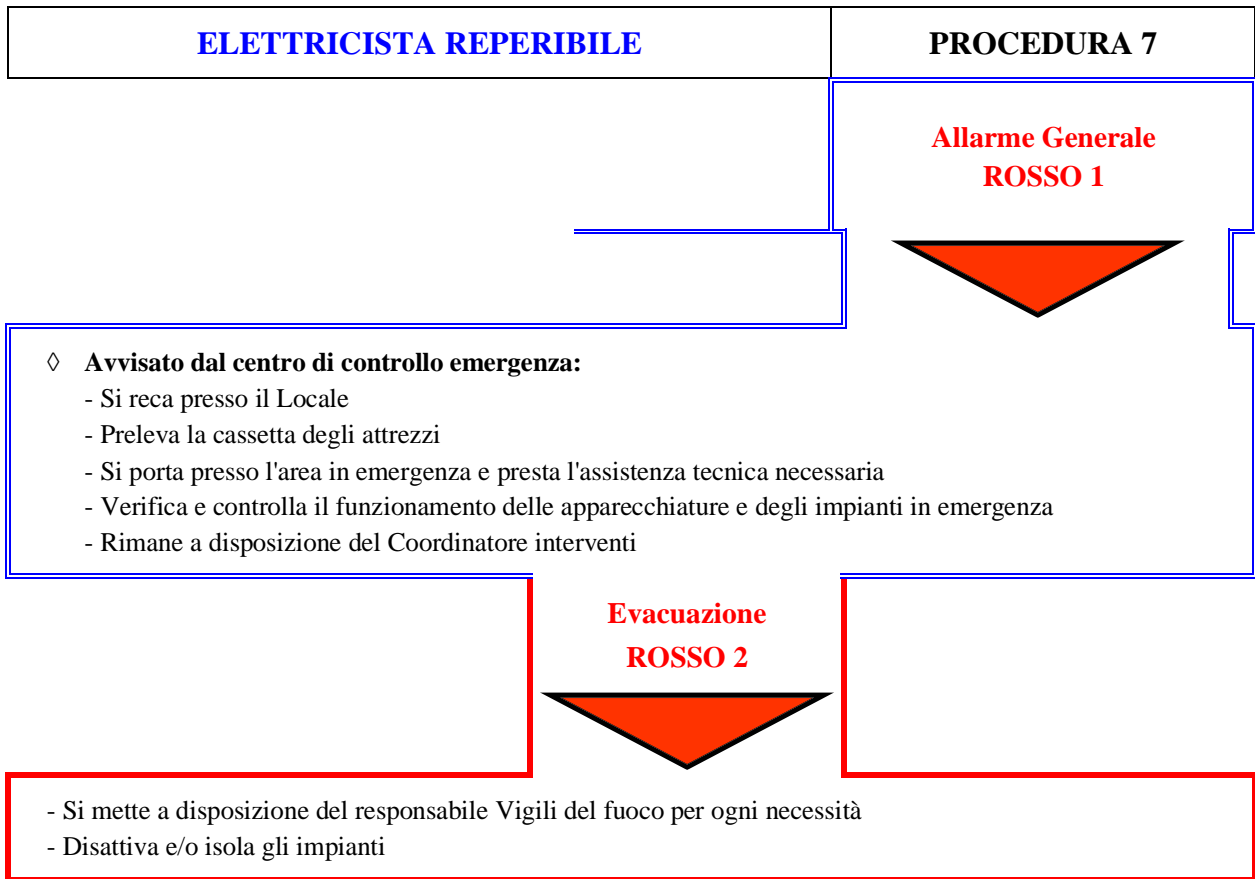 ELETTRICISTA REPERIBILE
PROCEDURA 7
Allarme Generale
ROSSO 1
◊ Avvisato dal centro di controllo emergenza:
- Si reca presso il Locale
- Preleva la cassetta degli attrezzi
- Si porta presso l'area in emergenza e presta l'assistenza tecnica necessaria
- Verifica e controlla il funzionamento delle apparecchiature e degli impianti in emergenza
- Rimane a disposizione del Coordinatore interventi
Evacuazione
ROSSO 2
- Si mette a disposizione del responsabile Vigili del fuoco per ogni necessità
- Disattiva e/o isola gli impianti